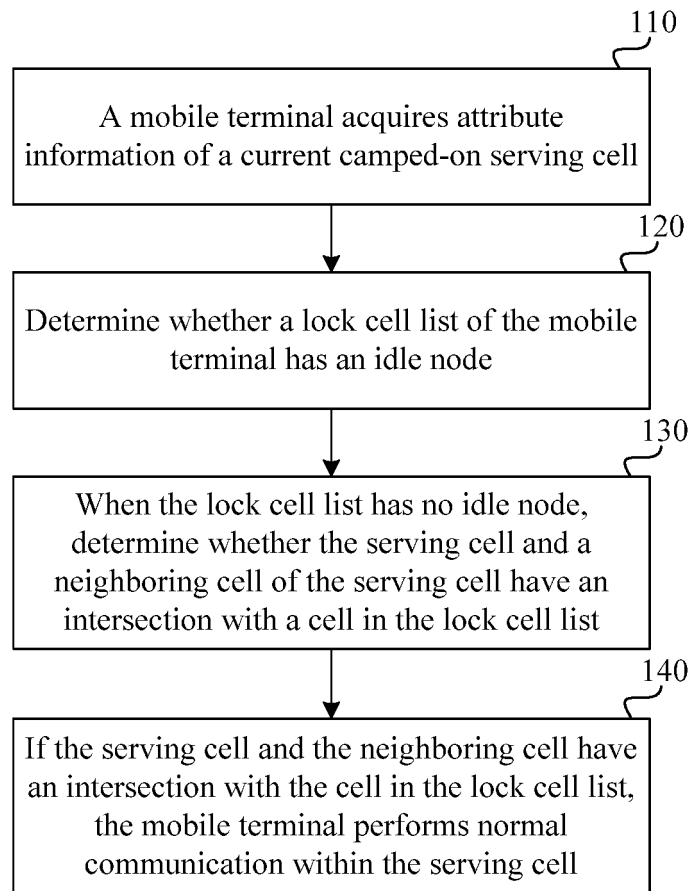 110
A mobile terminal acquires attribute
information of a current camped-on serving cell
120
Determine whether a lock cell list of the mobile
terminal has an idle node
130
When the lock cell list has no idle node,
determine whether the serving cell and a
neighboring cell of the serving cell have an
intersection with a cell in the lock cell list
140
If the serving cell and the neighboring cell have
an intersection with the cell in the lock cell list,
the mobile terminal performs normal
communication within the serving cell